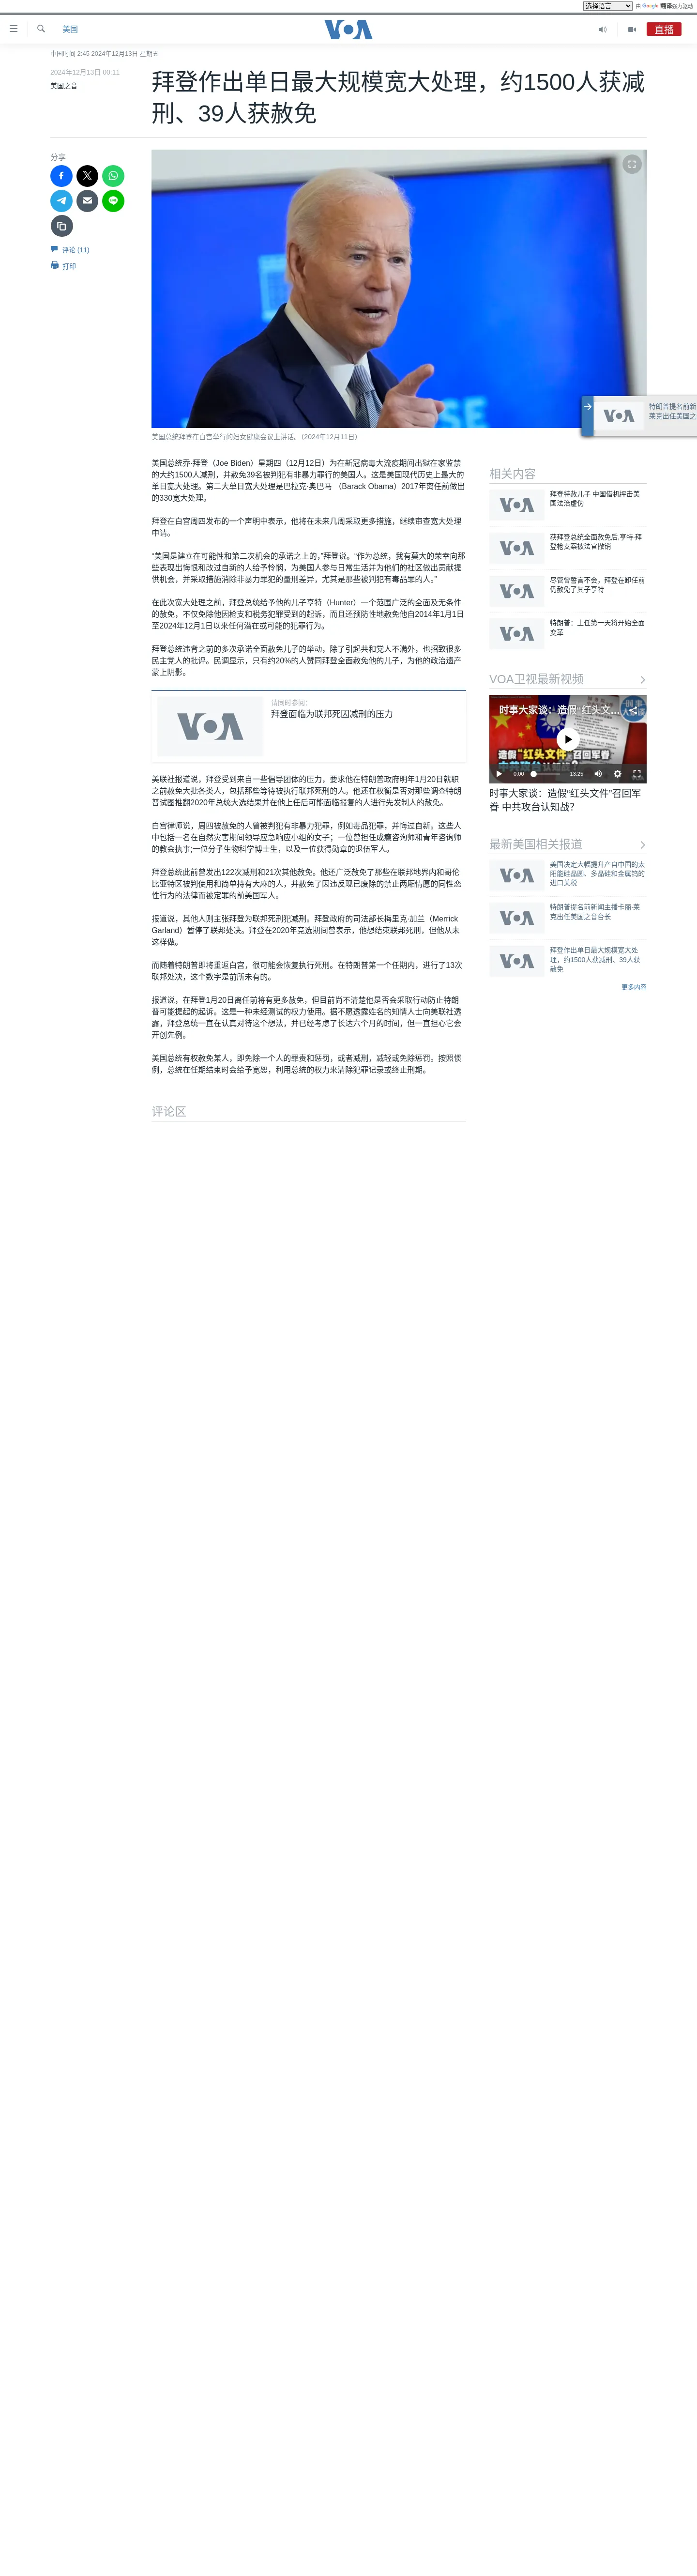 选择语言
由 Google 翻译强力驱动
美国
VOA
直播
中国时间 2:45 2024年12月13日 星期五
2024年12月13日 00:11
美国之音
拜登作出单日最大规模宽大处理，约1500人获减
刑、39人获赦免
分享
评论 (11)
打印
美国总统拜登在白宫举行的妇女健康会议上讲话。（2024年12月11日）
特朗普提名前新
莱克出任美国之
美国总统乔·拜登（Joe Biden）星期四（12月12日）为在新冠病毒大流疫期间出狱在家监禁
的大约1500人减刑，并赦免39名被判犯有非暴力罪行的美国人。这是美国现代历史上最大的
单日宽大处理。第二大单日宽大处理是巴拉克·奥巴马 （Barack Obama）2017年离任前做出
的330宽大处理。
拜登在白宫周四发布的一个声明中表示，他将在未来几周采取更多措施，继续审查宽大处理
申请。
“美国是建立在可能性和第二次机会的承诺之上的，”拜登说。“作为总统，我有莫大的荣幸向那
些表现出悔恨和改过自新的人给予怜悯，为美国人参与日常生活并为他们的社区做出贡献提
供机会，并采取措施消除非暴力罪犯的量刑差异，尤其是那些被判犯有毒品罪的人。”
在此次宽大处理之前，拜登总统给予他的儿子亨特（Hunter）一个范围广泛的全面及无条件
的赦免，不仅免除他因枪支和税务犯罪受到的起诉，而且还预防性地赦免他自2014年1月1日
至2024年12月1日以来任何潜在或可能的犯罪行为。
拜登总统违背之前的多次承诺全面赦免儿子的举动，除了引起共和党人不满外，也招致很多
民主党人的批评。民调显示，只有约20%的人赞同拜登全面赦免他的儿子，为他的政治遗产
蒙上阴影。
VOA
请同时参阅:
拜登面临为联邦死囚减刑的压力
美联社报道说，拜登受到来自一些倡导团体的压力，要求他在特朗普政府明年1月20日就职
之前赦免大批各类人，包括那些等待被执行联邦死刑的人。他还在权衡是否对那些调查特朗
普试图推翻2020年总统大选结果并在他上任后可能面临报复的人进行先发制人的赦免。
白宫律师说，周四被赦免的人曾被判犯有非暴力犯罪，例如毒品犯罪，并悔过自新。这些人
中包括一名在自然灾害期间领导应急响应小组的女子；一位曾担任成瘾咨询师和青年咨询师
的教会执事;一位分子生物科学博士生，以及一位获得勋章的退伍军人。
拜登总统此前曾发出122次减刑和21次其他赦免。他还广泛赦免了那些在联邦地界内和哥伦
比亚特区被判使用和简单持有大麻的人，并赦免了因违反现已废除的禁止两厢情愿的同性恋
性行为的法律而被定罪的前美国军人。
报道说，其他人则主张拜登为联邦死刑犯减刑。拜登政府的司法部长梅里克·加兰（Merrick
Garland）暂停了联邦处决。拜登在2020年竞选期间曾表示，他想结束联邦死刑，但他从未
这样做。
而随着特朗普即将重返白宫，很可能会恢复执行死刑。在特朗普第一个任期内，进行了13次
联邦处决，这个数字是前所未有的。
报道说，在拜登1月20日离任前将有更多赦免，但目前尚不清楚他是否会采取行动防止特朗
普可能提起的起诉。这是一种未经测试的权力使用。据不愿透露姓名的知情人士向美联社透
露，拜登总统一直在认真对待这个想法，并已经考虑了长达六个月的时间，但一直担心它会
开创先例。
美国总统有权赦免某人，即免除一个人的罪责和惩罚，或者减刑，减轻或免除惩罚。按照惯
例，总统在任期结束时会给予宽恕，利用总统的权力来清除犯罪记录或终止刑期。
评论区
相关内容
VOA
拜登特赦儿子 中国借机抨击美
国法治虚伪
VOA
获拜登总统全面赦免后,亨特·拜
登枪支案被法官撤销
VOA
尽管曾誓言不会，拜登在卸任前
仍赦免了其子亨特
VOA
特朗普：上任第一天将开始全面
变革
VOA卫视最新视频
时事大家谈：造假“红头文...
造假“红头文件”召回军眷
0:00
13:25
时事大家谈：造假“红头文件”召回军
眷 中共攻台认知战？
最新美国相关报道
VOA
美国决定大幅提升产自中国的太
阳能硅晶圆、多晶硅和金属钨的
进口关税
VOA
特朗普提名前新闻主播卡丽·莱
克出任美国之音台长
VOA
拜登作出单日最大规模宽大处
理，约1500人获减刑、39人获
赦免
更多内容